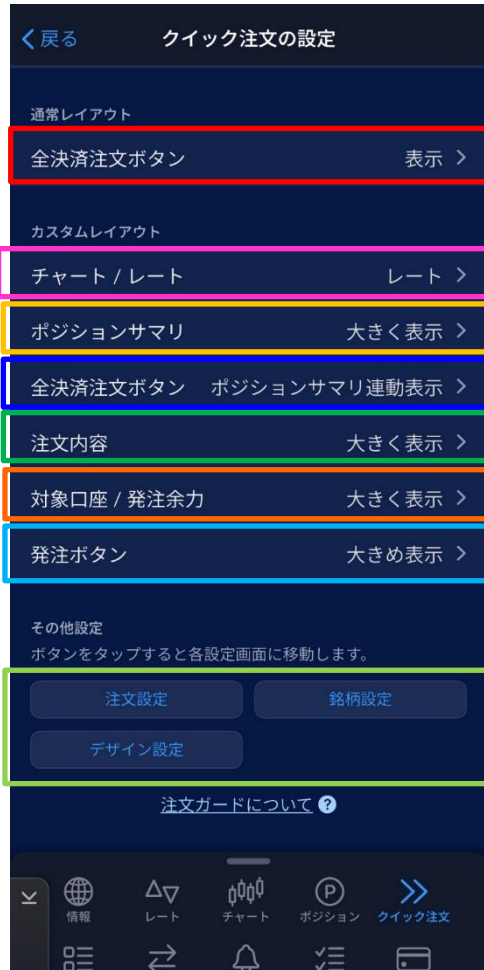 戻る
クイック注文の設定
通常レイアウト
全決済注文ボタン 表示
カスタムレイアウト
チャート / レート レート
ポジションサマリ 大きく表示
全決済注文ボタン ポジションサマリ連動表示
注文内容 大きく表示
対象口座 / 発注余力 大きく表示
発注ボタン 大きめ表示
その他設定
ボタンをタップすると各設定画面に移動します。
注文設定 銘柄設定
デザイン設定
注文ガードについて ?
情報 レート チャート ポジション クイック注文